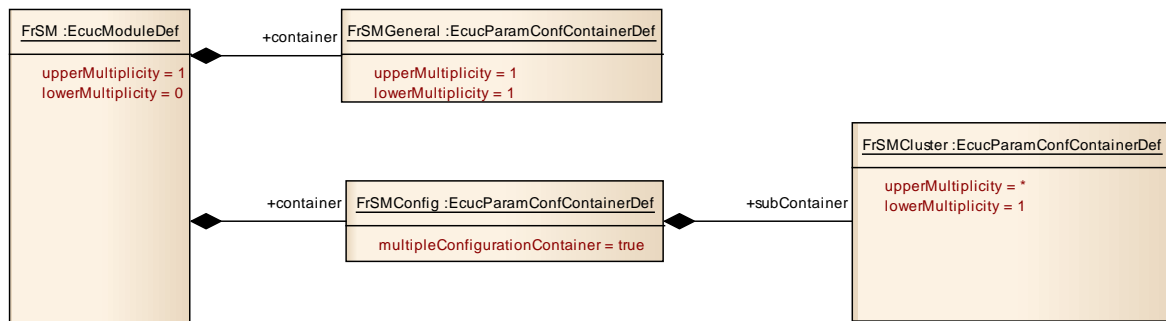 FrSM :EcucModuleDef
upperMultiplicity = 1
lowerMultiplicity = 0
+container
FrSMGeneral :EcucParamConfContainerDef
upperMultiplicity = 1
lowerMultiplicity = 1
+container
FrSMConfig :EcucParamConfContainerDef
multipleConfigurationContainer = true
+subContainer
FrSMCluster :EcucParamConfContainerDef
upperMultiplicity = *
lowerMultiplicity = 1